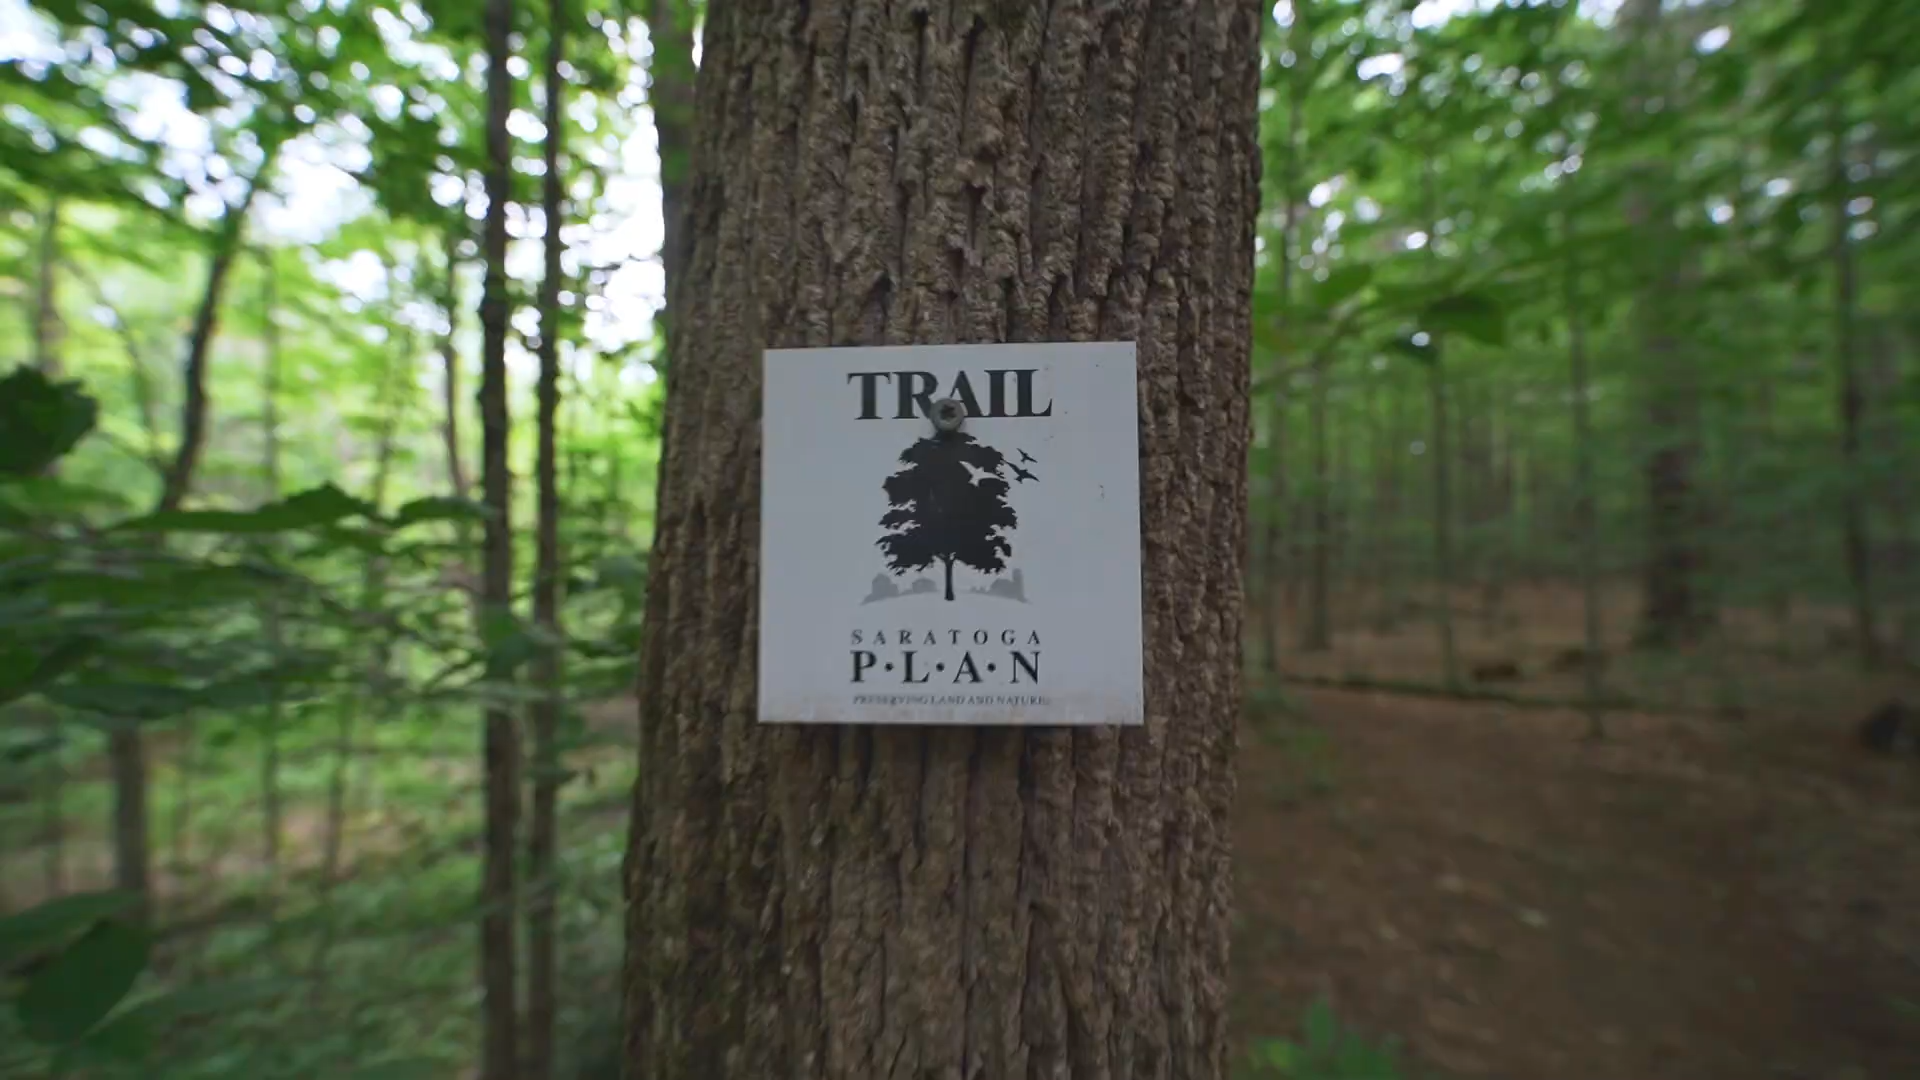 TRAIL
SARATOGA
P·L·A·N
PRESERVING LAND AND NATURE